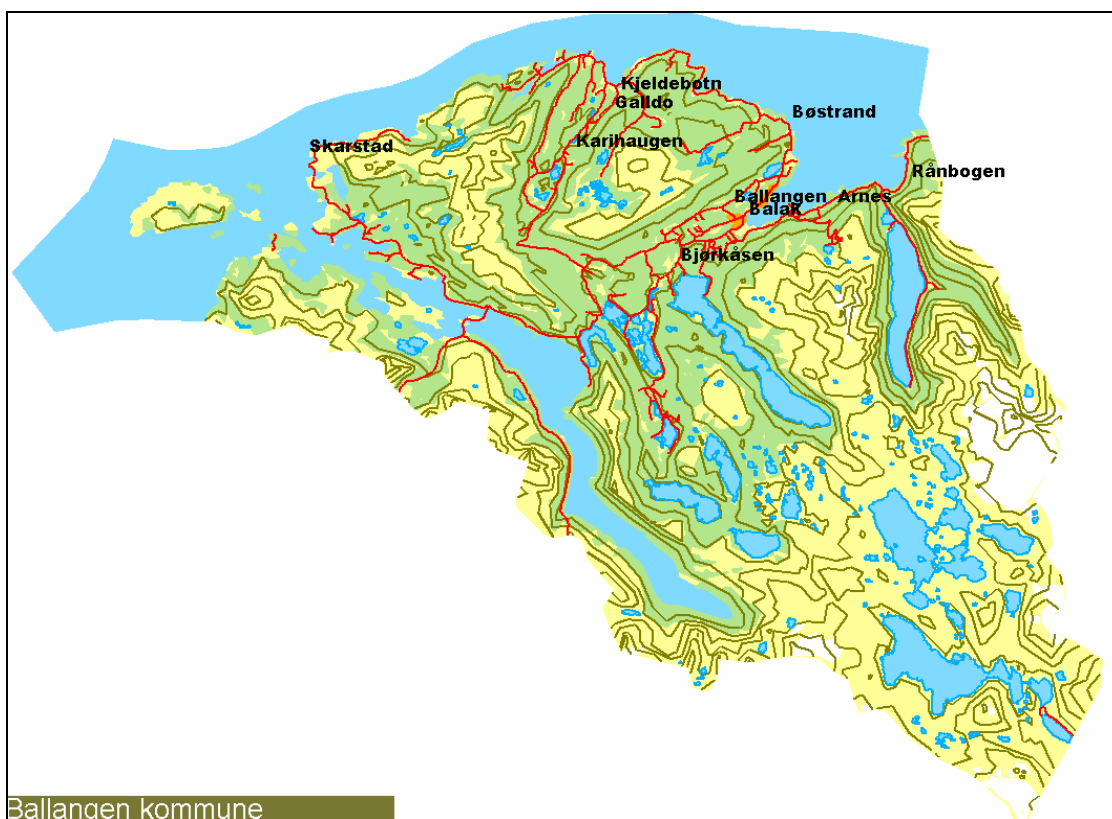 Kjeldebotn
Galldo
Bøstrand
Karihaugen
Skarstad
Rånbogen
Ballangen
Arnes
Balak
Bjørkåsen
Ballangen kommune